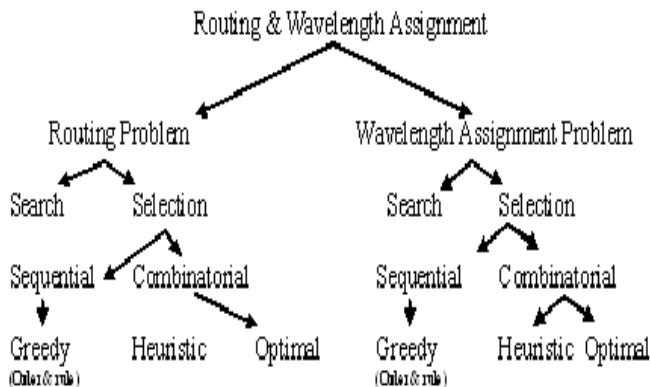 Routing & Wavelength Assignment
Routing Problem Wavelength Assignment Problem
Search Selection Search Selection
Sequential Combinatorial Sequential Combinatorial
Greedy Heuristic Optimal Greedy Heuristic Optimal
(Order & rule) (Order & rule)